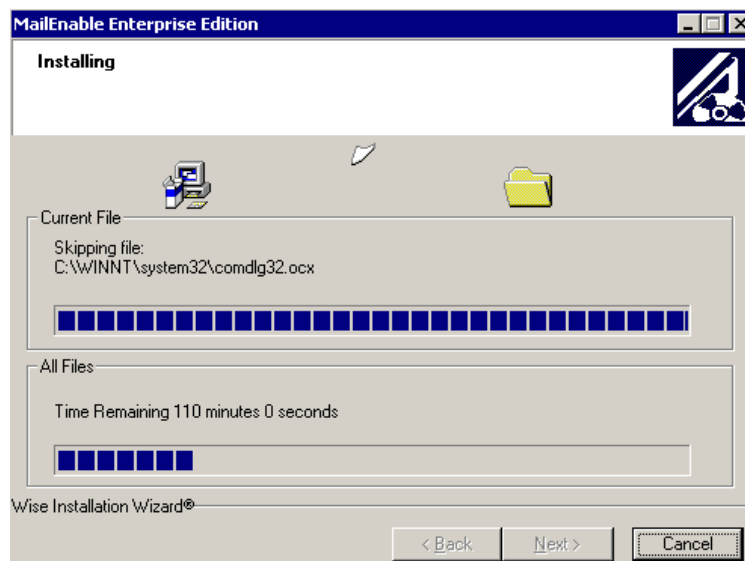 MailEnable Enterprise Edition
Installing
Current File
Skipping file:
C:\WINNT\system32\comdlg32.ocx
All Files
Time Remaining 110 minutes 0 seconds
Wise Installation Wizard®
< Back Next > Cancel